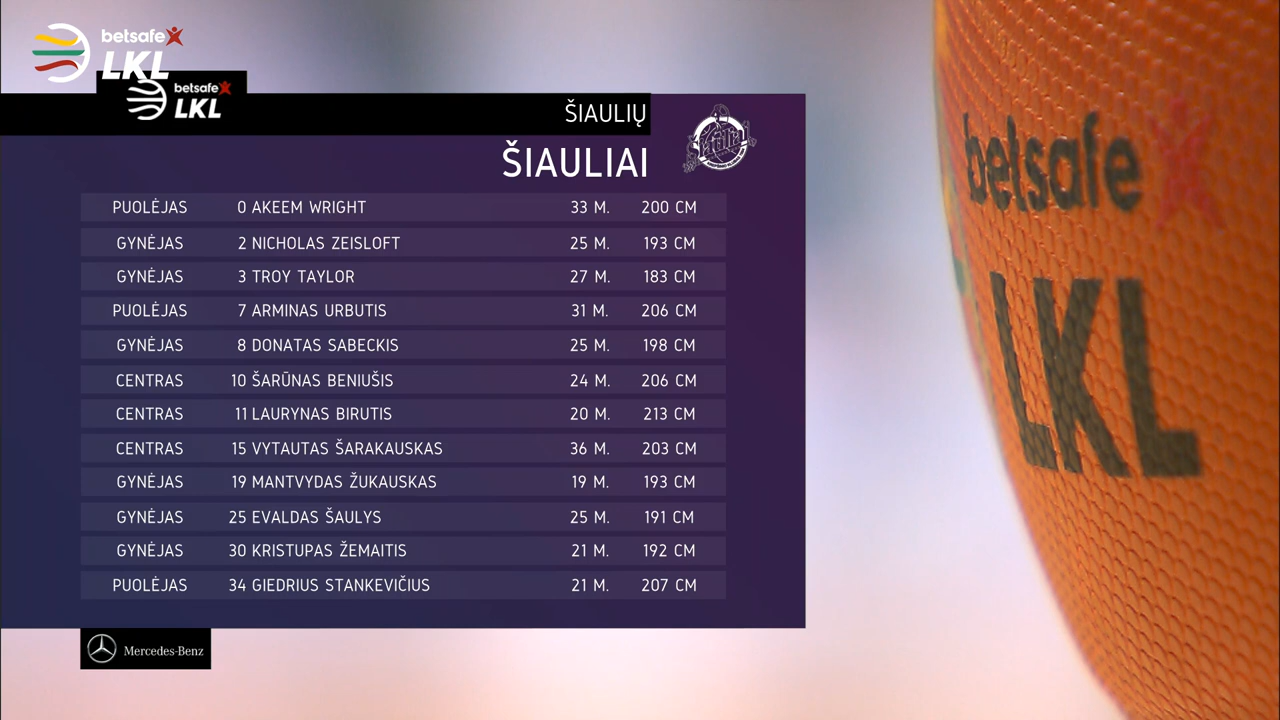 betsafe
LKL
betsafe
LKL
ŠIAULIŲ
ŠIAULIAI
Šiauliai
PUOLĖJAS 0 AKEEM WRIGHT 33 M. 200 CM
GYNĖJAS 2 NICHOLAS ZEISLOFT 25 M. 193 CM
GYNĖJAS 3 TROY TAYLOR 27 M. 183 CM
PUOLĖJAS 7 ARMINAS URBUTIS 31 M. 206 CM
GYNĖJAS 8 DONATAS SABECKIS 25 M. 198 CM
CENTRAS 10 ŠARŪNAS BENIUŠIS 24 M. 206 CM
CENTRAS 11 LAURYNAS BIRUTIS 20 M. 213 CM
CENTRAS 15 VYTAUTAS ŠARAKAUSKAS 36 M. 203 CM
GYNĖJAS 19 MANTVYDAS ŽUKAUSKAS 19 M. 193 CM
GYNĖJAS 25 EVALDAS ŠAULYS 25 M. 191 CM
GYNĖJAS 30 KRISTUPAS ŽEMAITIS 21 M. 192 CM
PUOLĖJAS 34 GIEDRIUS STANKEVIČIUS 21 M. 207 CM
Mercedes-Benz
betsafe
LKL